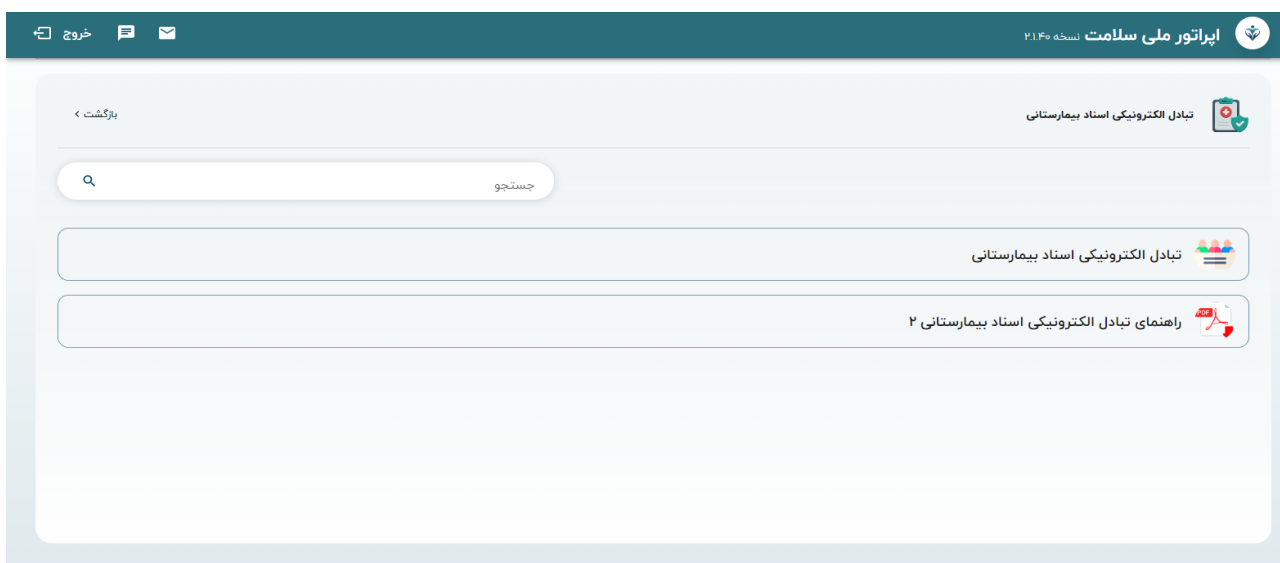 اپراتور ملی سلامت نسخه ۲.۱.۴۰
خروج
تبادل الکترونیکی اسناد بیمارستانی
بازگشت
جستجو
تبادل الکترونیکی اسناد بیمارستانی
PDF
راهنمای تبادل الکترونیکی اسناد بیمارستانی ۲